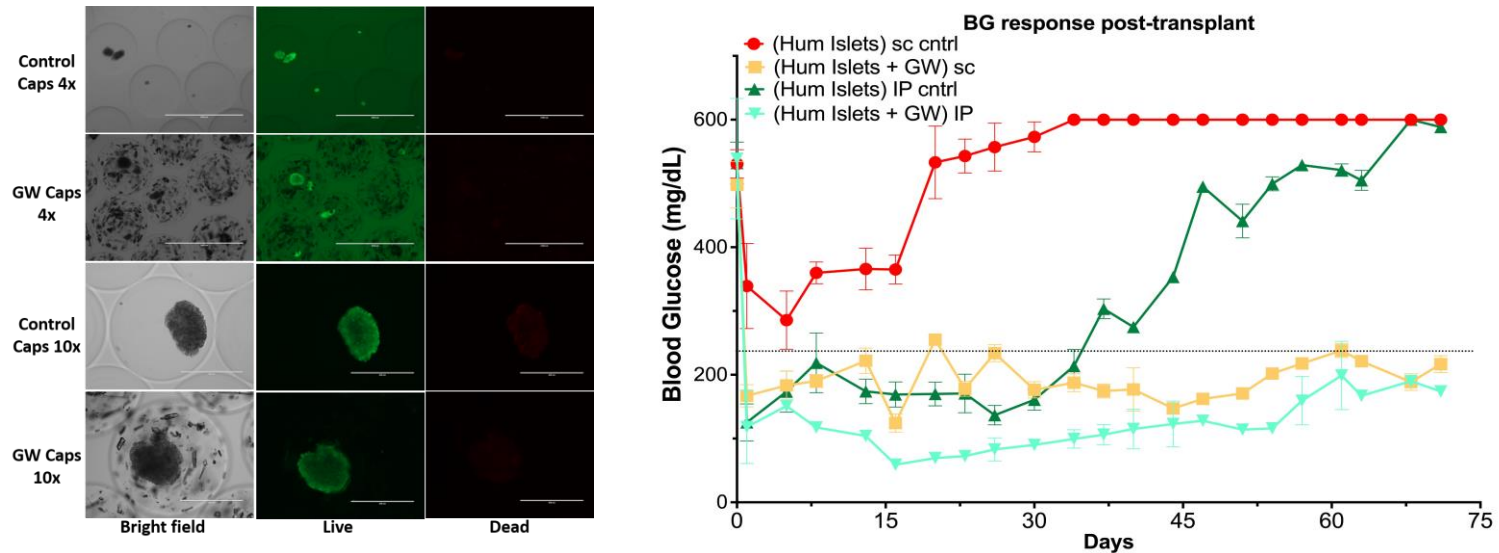 Control
Caps 4x
GW Caps
4x
Control
Caps 10x
GW Caps
10x
Bright field
Live
Dead
BG response post-transplant
(Hum Islets) sc cntrl
(Hum Islets + GW) sc
(Hum Islets) IP cntrl
(Hum Islets + GW) IP
Blood Glucose (mg/dL)
600
400
200
0
0
15
30
45
60
75
Days